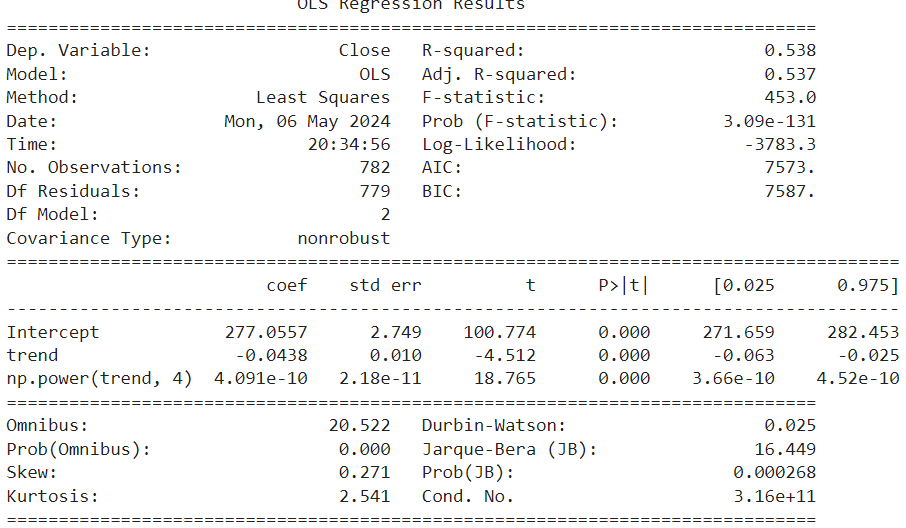 OLS Regression Results
==============================================================================
Dep. Variable:                  Close   R-squared:                       0.538
Model:                            OLS   Adj. R-squared:                  0.537
Method:                 Least Squares   F-statistic:                     453.0
Date:                Mon, 06 May 2024   Prob (F-statistic):          3.09e-131
Time:                        20:34:56   Log-Likelihood:                -3783.3
No. Observations:                 782   AIC:                             7573.
Df Residuals:                     779   BIC:                             7587.
Df Model:                           2
Covariance Type:            nonrobust
======================================================================================
                         coef    std err          t      P>|t|      [0.025      0.975]
--------------------------------------------------------------------------------------
Intercept            277.0557      2.749    100.774      0.000     271.659     282.453
trend                 -0.0438      0.010     -4.512      0.000      -0.063      -0.025
np.power(trend, 4)  4.091e-10   2.18e-11     18.765      0.000    3.66e-10    4.52e-10
==============================================================================
Omnibus:                       20.522   Durbin-Watson:                   0.025
Prob(Omnibus):                  0.000   Jarque-Bera (JB):               16.449
Skew:                           0.271   Prob(JB):                     0.000268
Kurtosis:                       2.541   Cond. No.                     3.16e+11
==============================================================================